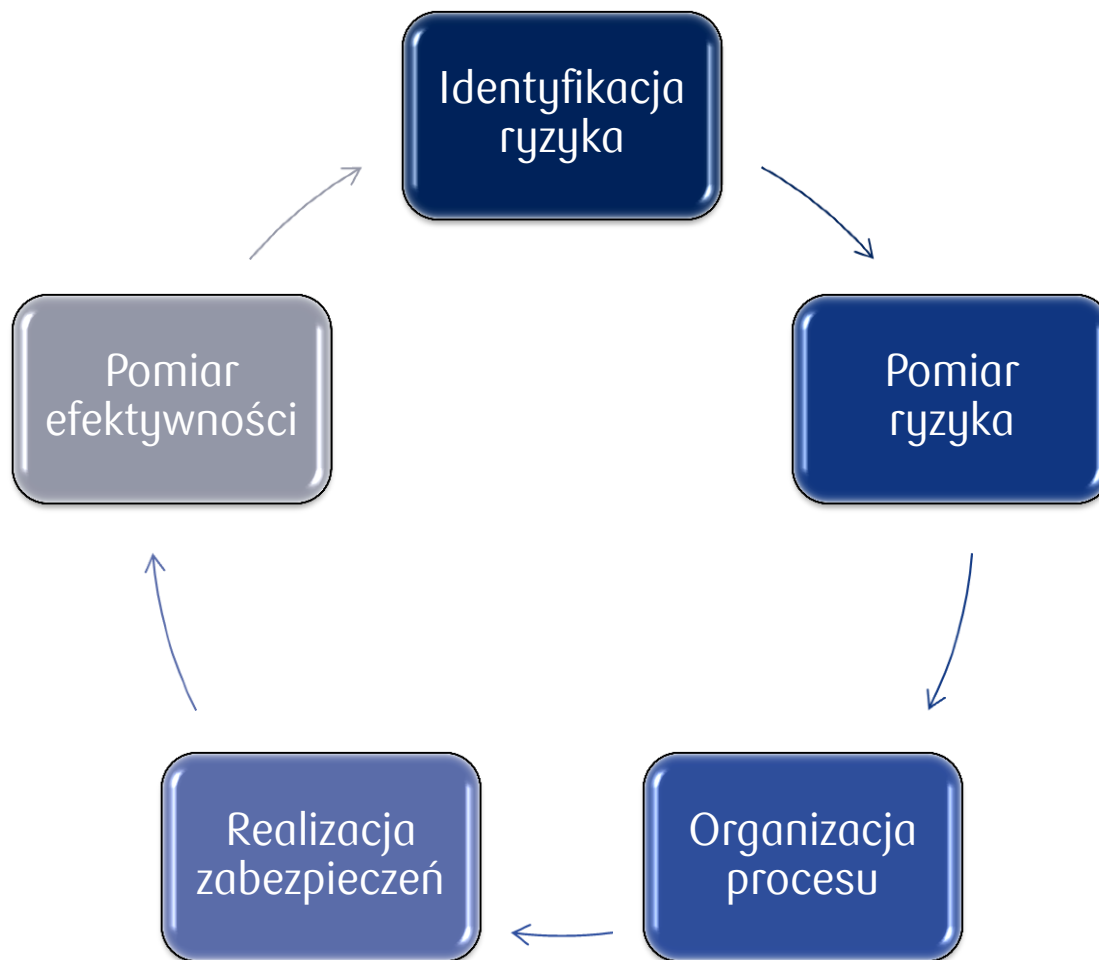 Identyfikacja
ryzyka
Pomiar
ryzyka
Organizacja
procesu
Realizacja
zabezpieczeń
Pomiar
efektywności